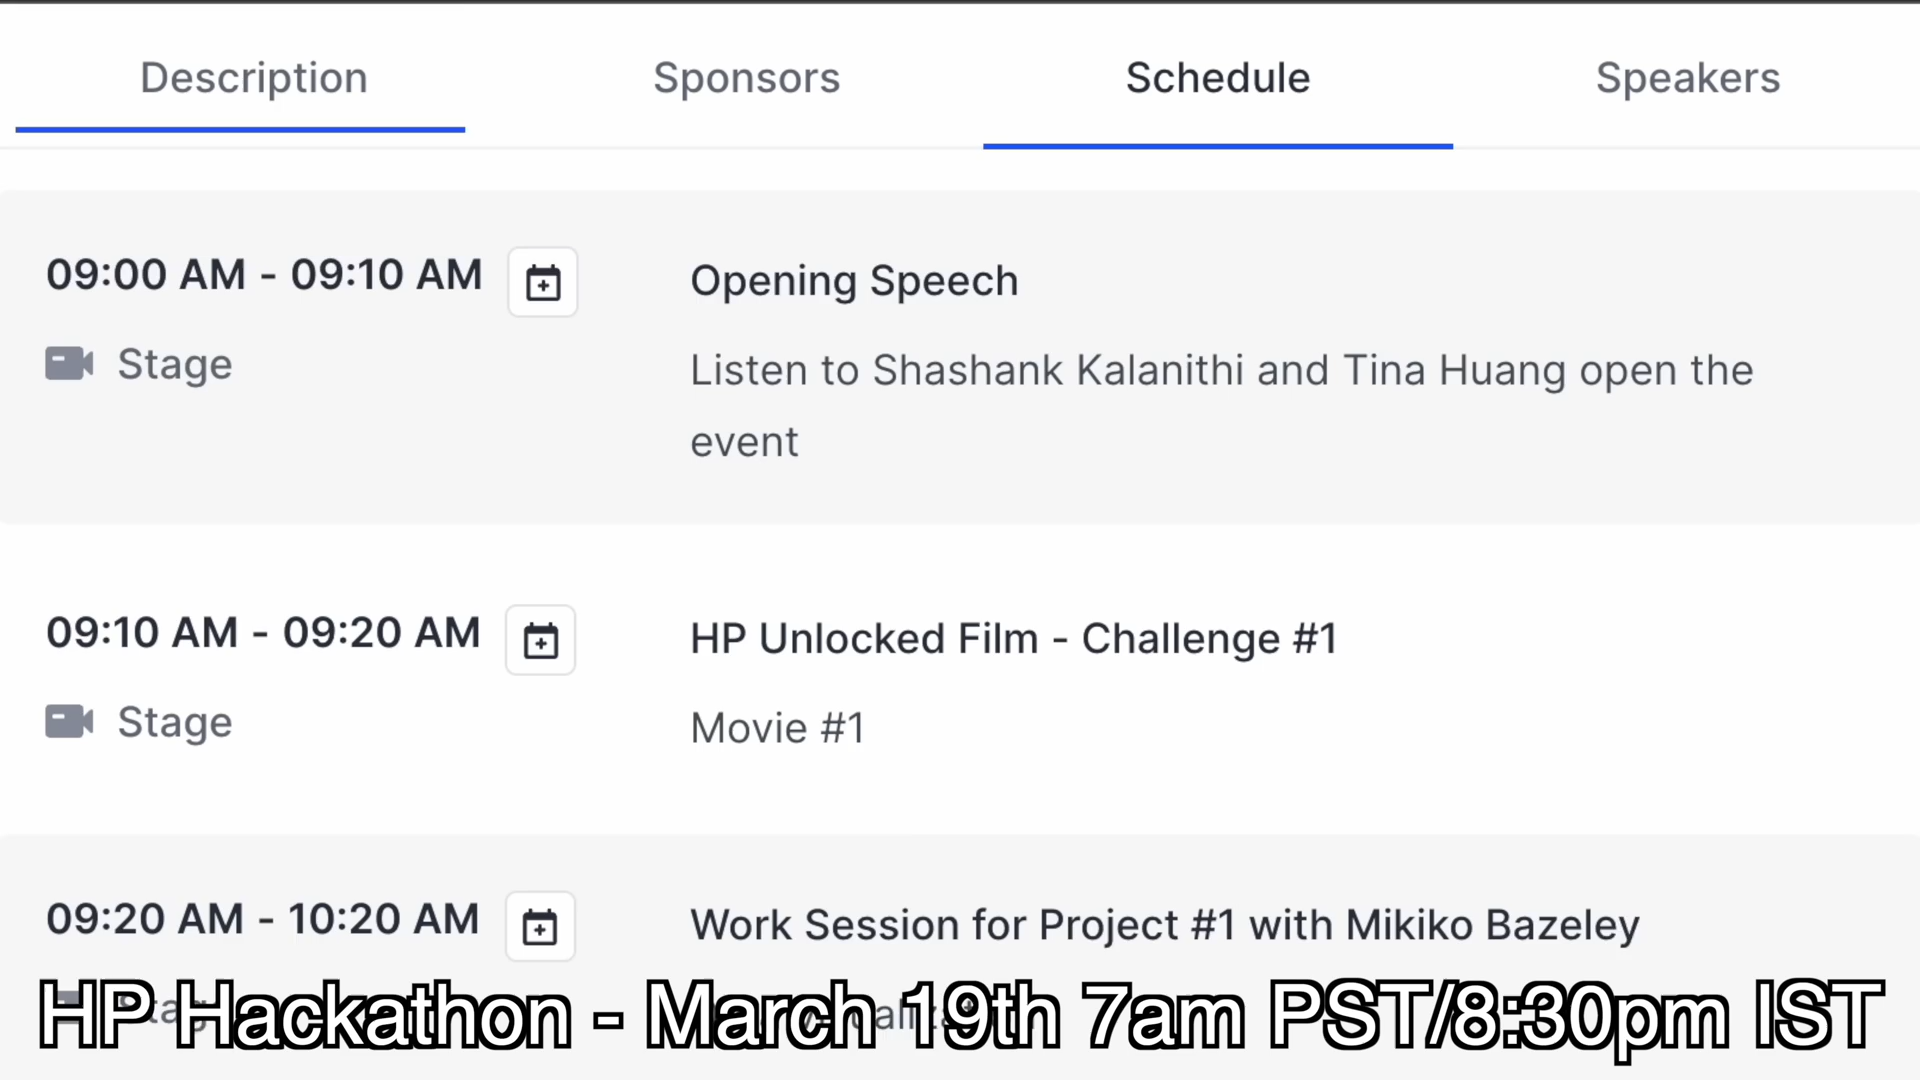 Description Sponsors Schedule Speakers
09:00 AM - 09:10 AM Opening Speech
Stage Listen to Shashank Kalanithi and Tina Huang open the
event
09:10 AM - 09:20 AM HP Unlocked Film - Challenge #1
Stage Movie #1
09:20 AM - 10:20 AM Work Session for Project #1 with Mikiko Bazeley
HP Hackathon - March 19th 7am PST/8:30pm IST